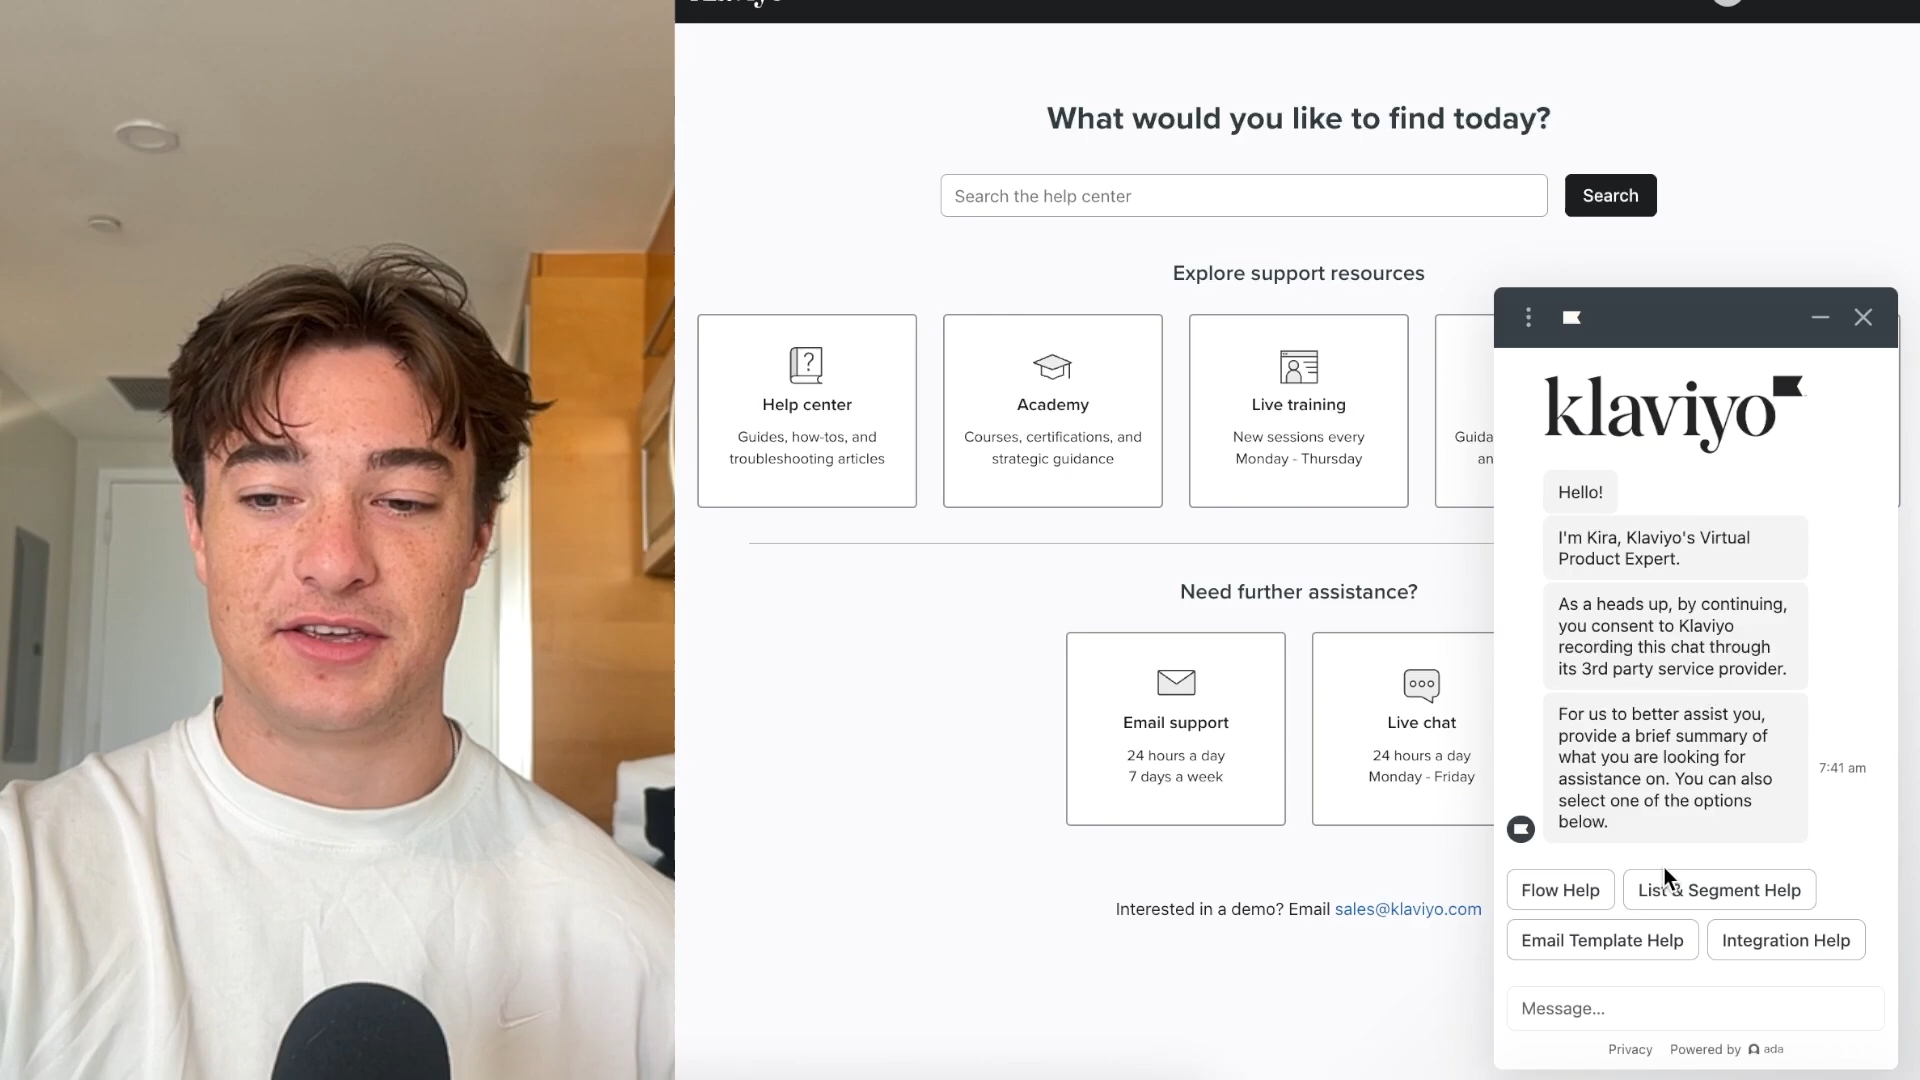 What would you like to find today?
Search the help center
Search
Explore support resources
Help center
Guides, how-tos, and
troubleshooting articles
Academy
Courses, certifications, and
strategic guidance
Live training
New sessions every
Monday - Thursday
Guida
an
Need further assistance?
Email support
24 hours a day
7 days a week
Live chat
24 hours a day
Monday - Friday
Interested in a demo? Email sales@klaviyo.com
klaviyo
Hello!
I'm Kira, Klaviyo's Virtual
Product Expert.
As a heads up, by continuing,
you consent to Klaviyo
recording this chat through
its 3rd party service provider.
For us to better assist you,
provide a brief summary of
what you are looking for
assistance on. You can also
select one of the options
below.
7:41 am
Flow Help
List & Segment Help
Email Template Help
Integration Help
Message...
Privacy
Powered by ada